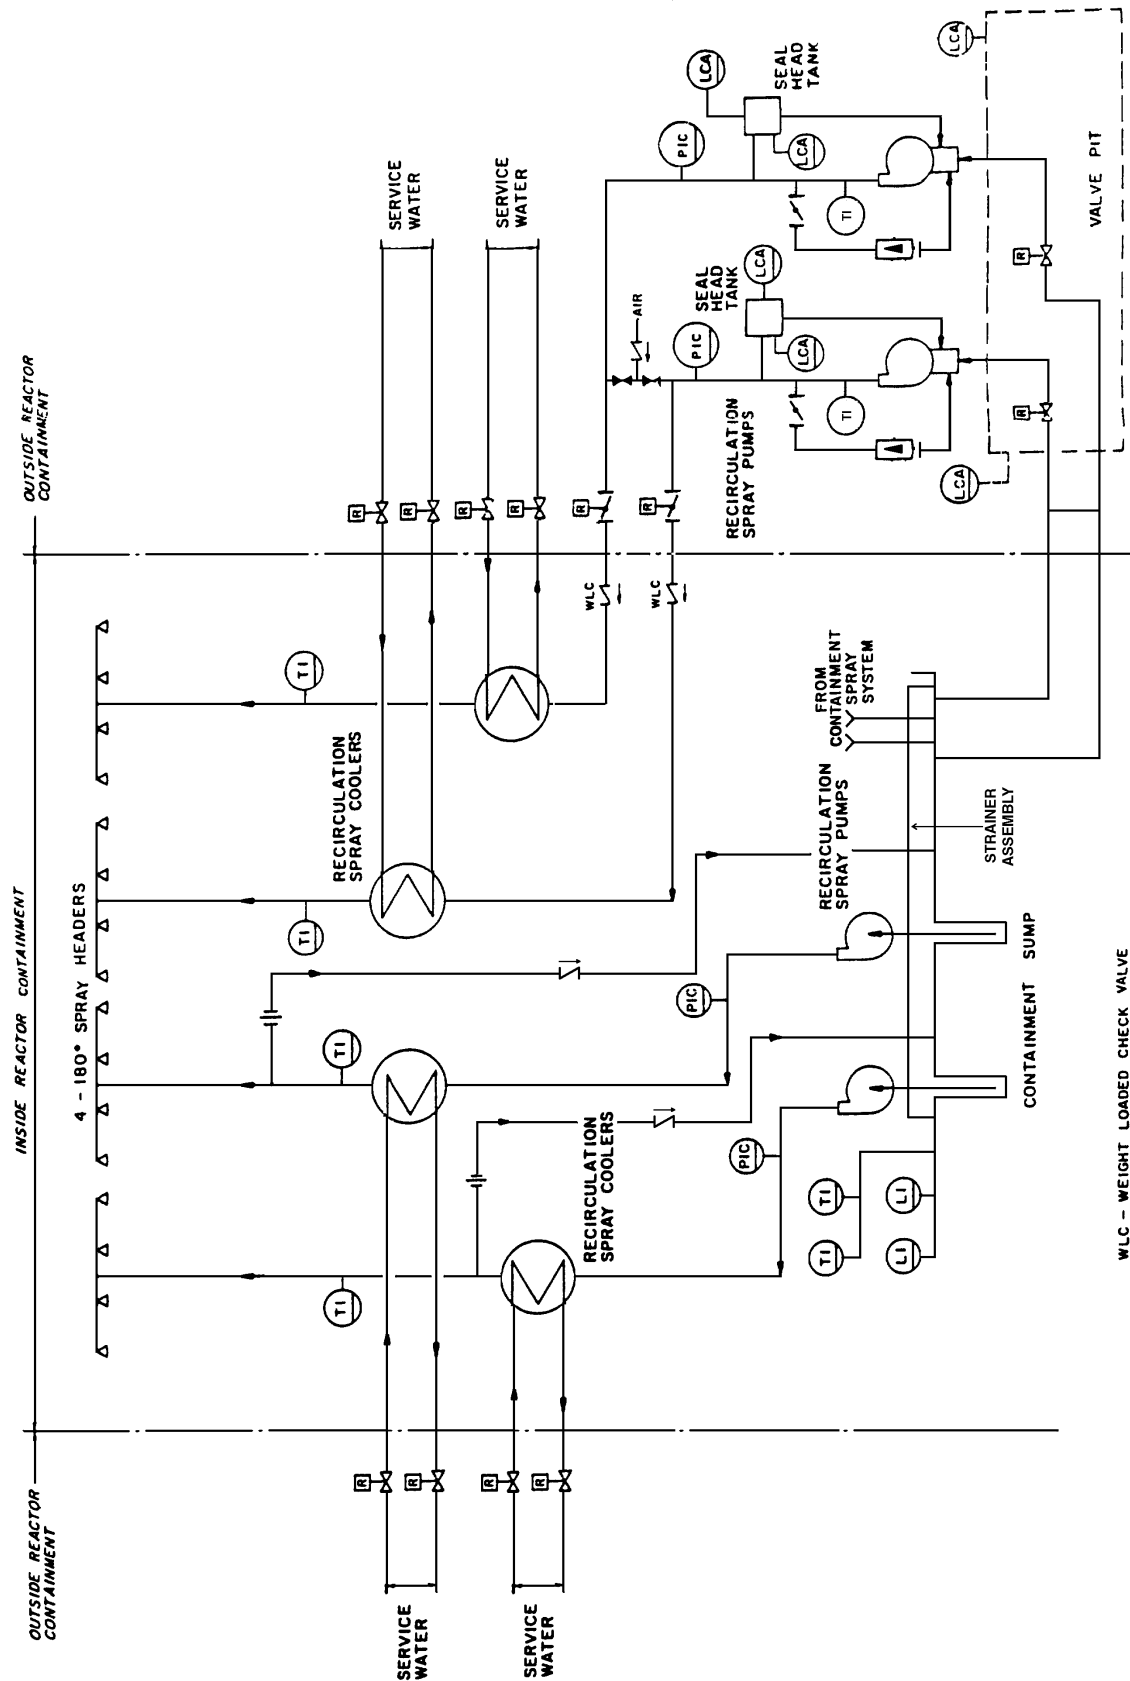 OUTSIDE REACTOR
CONTAINMENT
INSIDE REACTOR CONTAINMENT
OUTSIDE REACTOR
CONTAINMENT
4 - 180° SPRAY HEADERS
TI
TI
TI
TI
RECIRCULATION
SPRAY COOLERS
RECIRCULATION
SPRAY COOLERS
SERVICE
WATER
SERVICE
WATER
SERVICE
WATER
SERVICE
WATER
R
R
R
R
R
R
R
R
R
R
WLC
WLC
AIR
PIC
PIC
PIC
PIC
SEAL
HEAD
TANK
SEAL
HEAD
TANK
LCA
LCA
LCA
LCA
TI
TI
RECIRCULATION
SPRAY PUMPS
RECIRCULATION
SPRAY PUMPS
FROM
CONTAINMENT
SPRAY
SYSTEM
STRAINER
ASSEMBLY
TI
TI
LI
LI
CONTAINMENT SUMP
LCA
LCA
R
R
VALVE PIT
WLC - WEIGHT LOADED CHECK VALVE